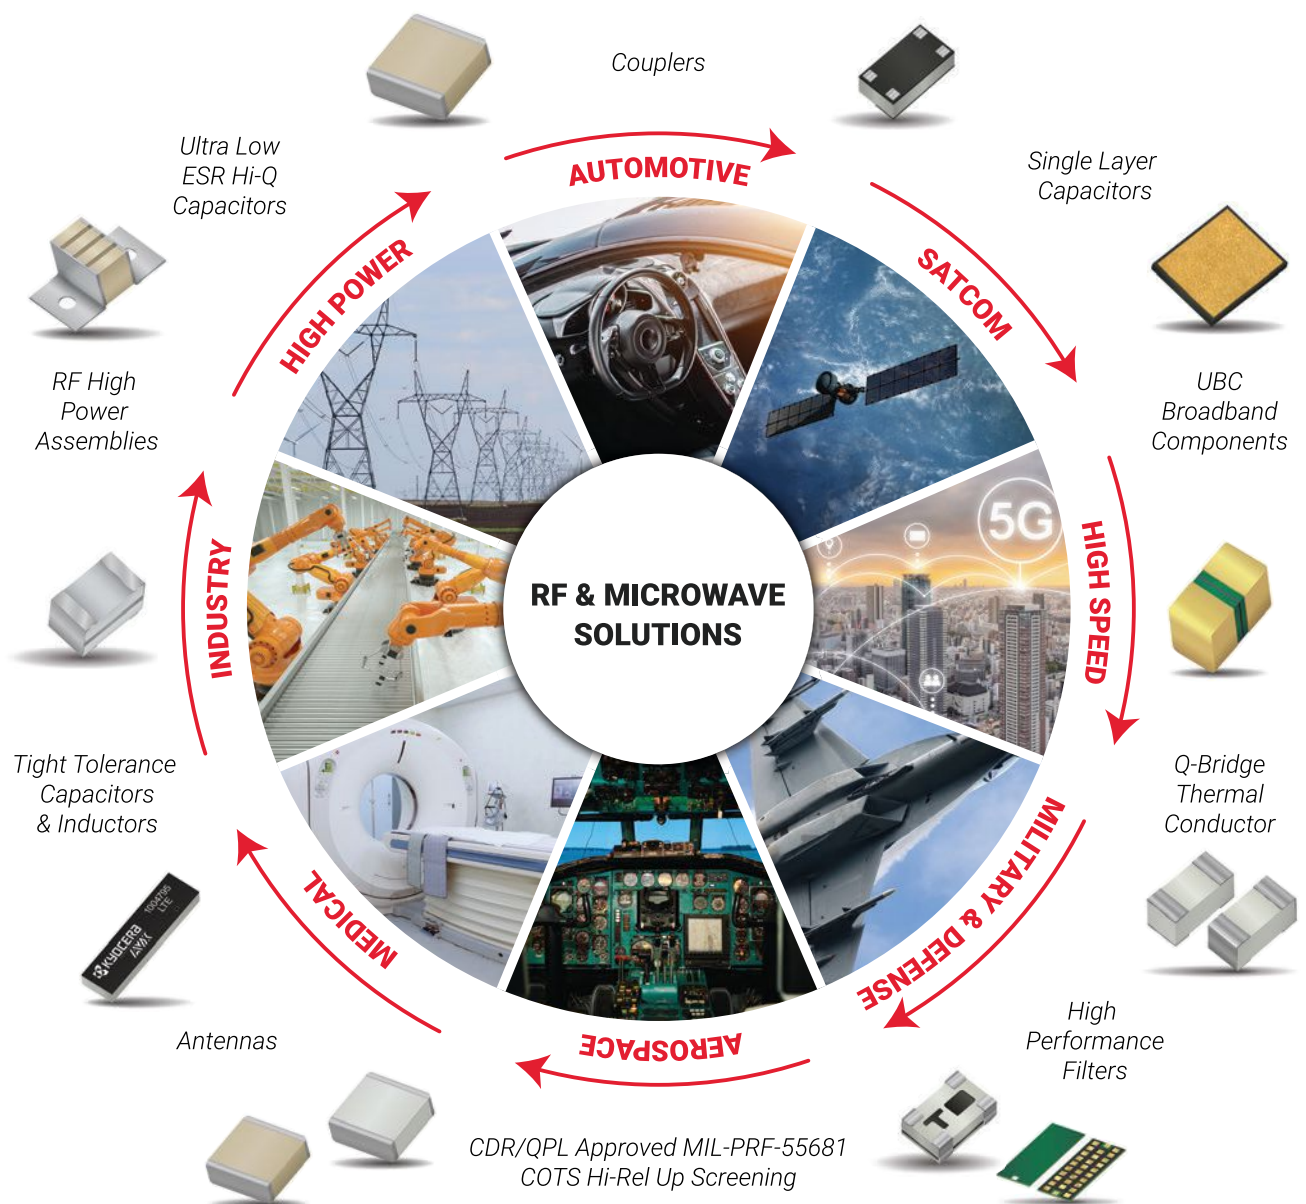 Couplers
Ultra Low
ESR Hi-Q
Capacitors
AUTOMOTIVE
Single Layer
Capacitors
HIGH POWER
SATCOM
RF High
Power
Assemblies
UBC
Broadband
Components
5G
INDUSTRY
RF & MICROWAVE
SOLUTIONS
HIGH SPEED
Tight Tolerance
Capacitors
& Inductors
Q-Bridge
Thermal
Conductor
MEDICAL
MILITARY & DEFENSE
KYOCERA
AVX
1004795
LTE
Antennas
AEROSPACE
High
Performance
Filters
CDR/QPL Approved MIL-PRF-55681
COTS Hi-Rel Up Screening